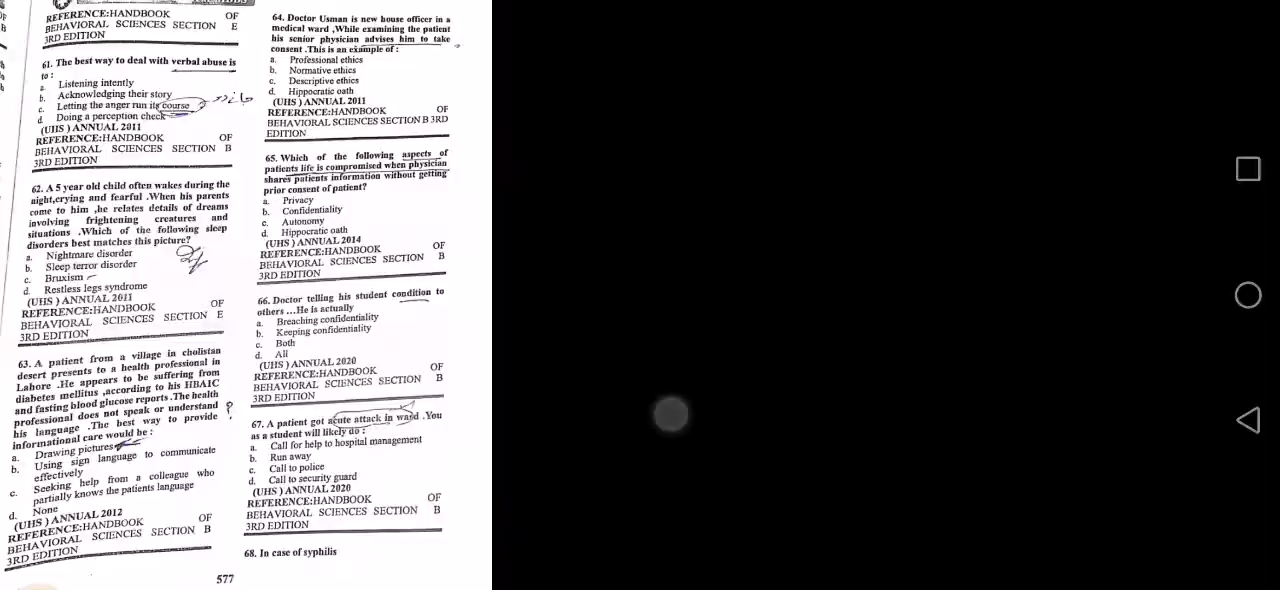 REFERENCE:HANDBOOK OF
BEHAVIORAL SCIENCES SECTION E
3RD EDITION
61. The best way to deal with verbal abuse is
to :
a. Listening intently
b. Acknowledging their story
c. Letting the anger run its course
d. Doing a perception check
(UHS ) ANNUAL 2011
REFERENCE:HANDBOOK OF
BEHAVIORAL SCIENCES SECTION B
3RD EDITION
62. A 5 year old child often wakes during the
night,crying and fearful .When his parents
come to him ,he relates details of dreams
involving frightening creatures and
situations .Which of the following sleep
disorders best matches this picture?
a. Nightmare disorder
b. Sleep terror disorder
c. Bruxism
d. Restless legs syndrome
(UHS ) ANNUAL 2011
REFERENCE:HANDBOOK OF
BEHAVIORAL SCIENCES SECTION E
3RD EDITION
63. A patient from a village in cholistan
desert presents to a health professional in
Lahore .He appears to be suffering from
diabetes mellitus ,according to his HBAIC
and fasting blood glucose reports .The health
professional does not speak or understand
his language .The best way to provide
informational care would be :
a. Drawing pictures
b. Using sign language to communicate
effectively
c. Seeking help from a colleague who
partially knows the patients language
d. None
(UHS ) ANNUAL 2012
REFERENCE:HANDBOOK OF
BEHAVIORAL SCIENCES SECTION B
3RD EDITION
64. Doctor Usman is new house officer in a
medical ward ,While examining the patient
his senior physician advises him to take
consent .This is an example of :
a. Professional ethics
b. Normative ethics
c. Descriptive ethics
d. Hippocratic oath
(UHS ) ANNUAL 2011
REFERENCE:HANDBOOK OF
BEHAVIORAL SCIENCES SECTION B 3RD
EDITION
65. Which of the following aspects of
patients life is compromised when physician
shares patients information without getting
prior consent of patient?
a. Privacy
b. Confidentiality
c. Autonomy
d. Hippocratic oath
(UHS ) ANNUAL 2014
REFERENCE:HANDBOOK OF
BEHAVIORAL SCIENCES SECTION B
3RD EDITION
66. Doctor telling his student condition to
others ...He is actually
a. Breaching confidentiality
b. Keeping confidentiality
c. Both
d. All
(UHS ) ANNUAL 2020
REFERENCE:HANDBOOK OF
BEHAVIORAL SCIENCES SECTION B
3RD EDITION
67. A patient got acute attack in ward .You
as a student will likely do :
a. Call for help to hospital management
b. Run away
c. Call to police
d. Call to security guard
(UHS ) ANNUAL 2020
REFERENCE:HANDBOOK OF
BEHAVIORAL SCIENCES SECTION B
3RD EDITION
68. In case of syphilis
577